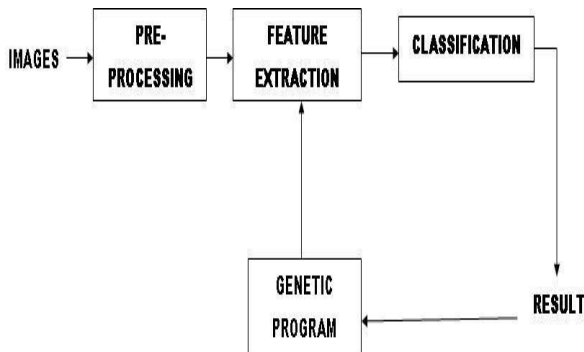 IMAGES
PRE-
PROCESSING
FEATURE
EXTRACTION
CLASSIFICATION
GENETIC
PROGRAM
RESULT